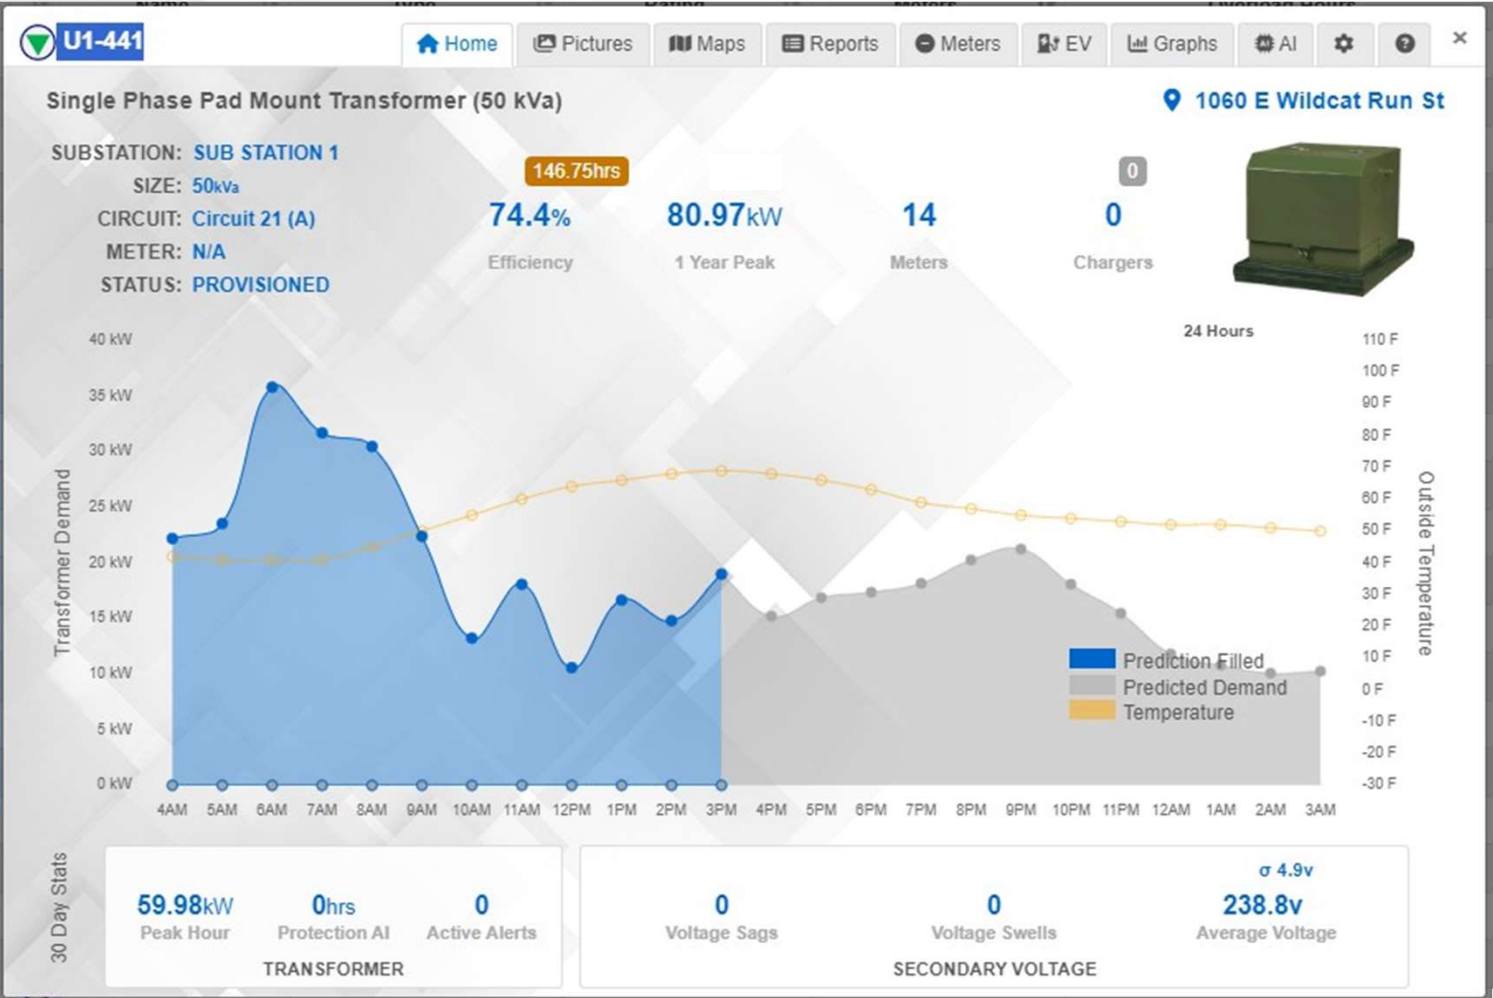 U1-441
Home
Pictures
Maps
Reports
Meters
EV
Graphs
AI
Single Phase Pad Mount Transformer (50 kVa)
1060 E Wildcat Run St
SUBSTATION: SUB STATION 1
SIZE: 50kVa
CIRCUIT: Circuit 21 (A)
METER: N/A
STATUS: PROVISIONED
146.75hrs
74.4%
Efficiency
80.97kW
1 Year Peak
14
Meters
0
0
Chargers
24 Hours
Transformer Demand
40 kW
35 kW
30 kW
25 kW
20 kW
15 kW
10 kW
5 kW
0 kW
110 F
100 F
90 F
80 F
70 F
60 F
50 F
40 F
30 F
20 F
10 F
0 F
-10 F
-20 F
-30 F
Outside Temperature
Prediction Filled
Predicted Demand
Temperature
4AM 5AM 6AM 7AM 8AM 9AM 10AM 11AM 12PM 1PM 2PM 3PM 4PM 5PM 6PM 7PM 8PM 9PM 10PM 11PM 12AM 1AM 2AM 3AM
30 Day Stats
59.98kW
Peak Hour
0hrs
Protection AI
0
Active Alerts
TRANSFORMER
0
Voltage Sags
0
Voltage Swells
σ 4.9v
238.8v
Average Voltage
SECONDARY VOLTAGE